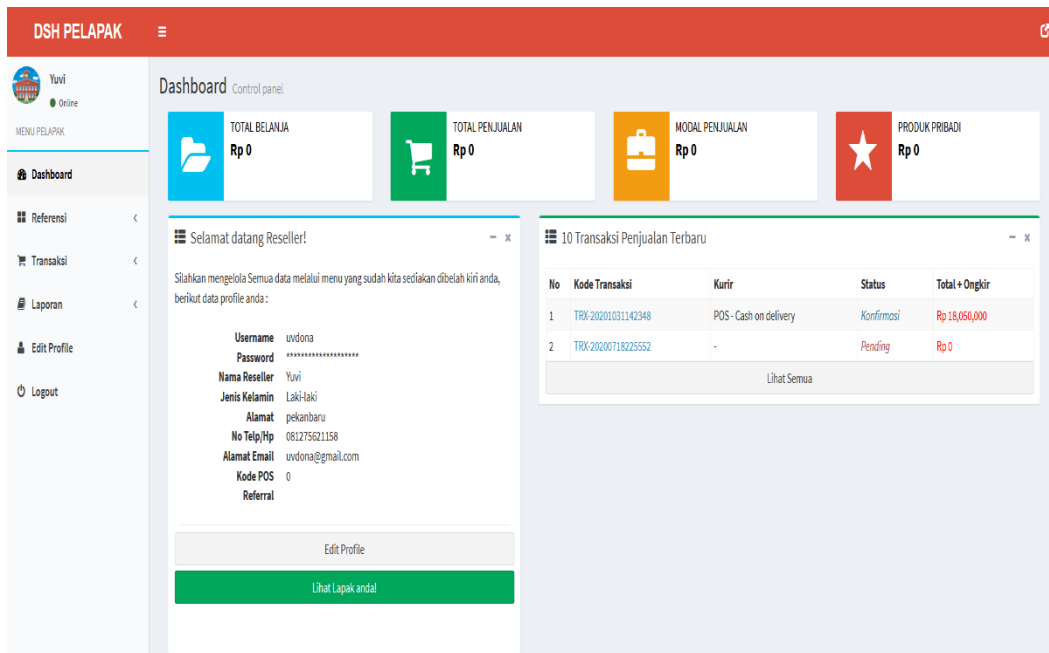 DSH PELAPAK
Yuvi
Online
MENU PELAPAK
Dashboard
Referensi
Transaksi
Laporan
Edit Profile
Logout
Dashboard Control panel
TOTAL BELANJA
Rp 0
TOTAL PENJUALAN
Rp 0
MODAL PENJUALAN
Rp 0
PRODUK PRIBADI
Rp 0
Selamat datang Reseller!
Silahkan mengelola Semua data melalui menu yang sudah kita sediakan dibelah kiri anda,
berikut data profile anda :
Username uvdona
Password ********************
Nama Reseller Yuvi
Jenis Kelamin Laki-laki
Alamat pekanbaru
No Telp/Hp 081275621158
Alamat Email uvdona@gmail.com
Kode POS 0
Referral
Edit Profile
Lihat Lapak anda!
10 Transaksi Penjualan Terbaru
No Kode Transaksi Kurir Status Total + Ongkir
1 TRX-20201031142348 POS - Cash on delivery Konfirmasi Rp 18,050,000
2 TRX-20200718225552 - Pending Rp 0
Lihat Semua